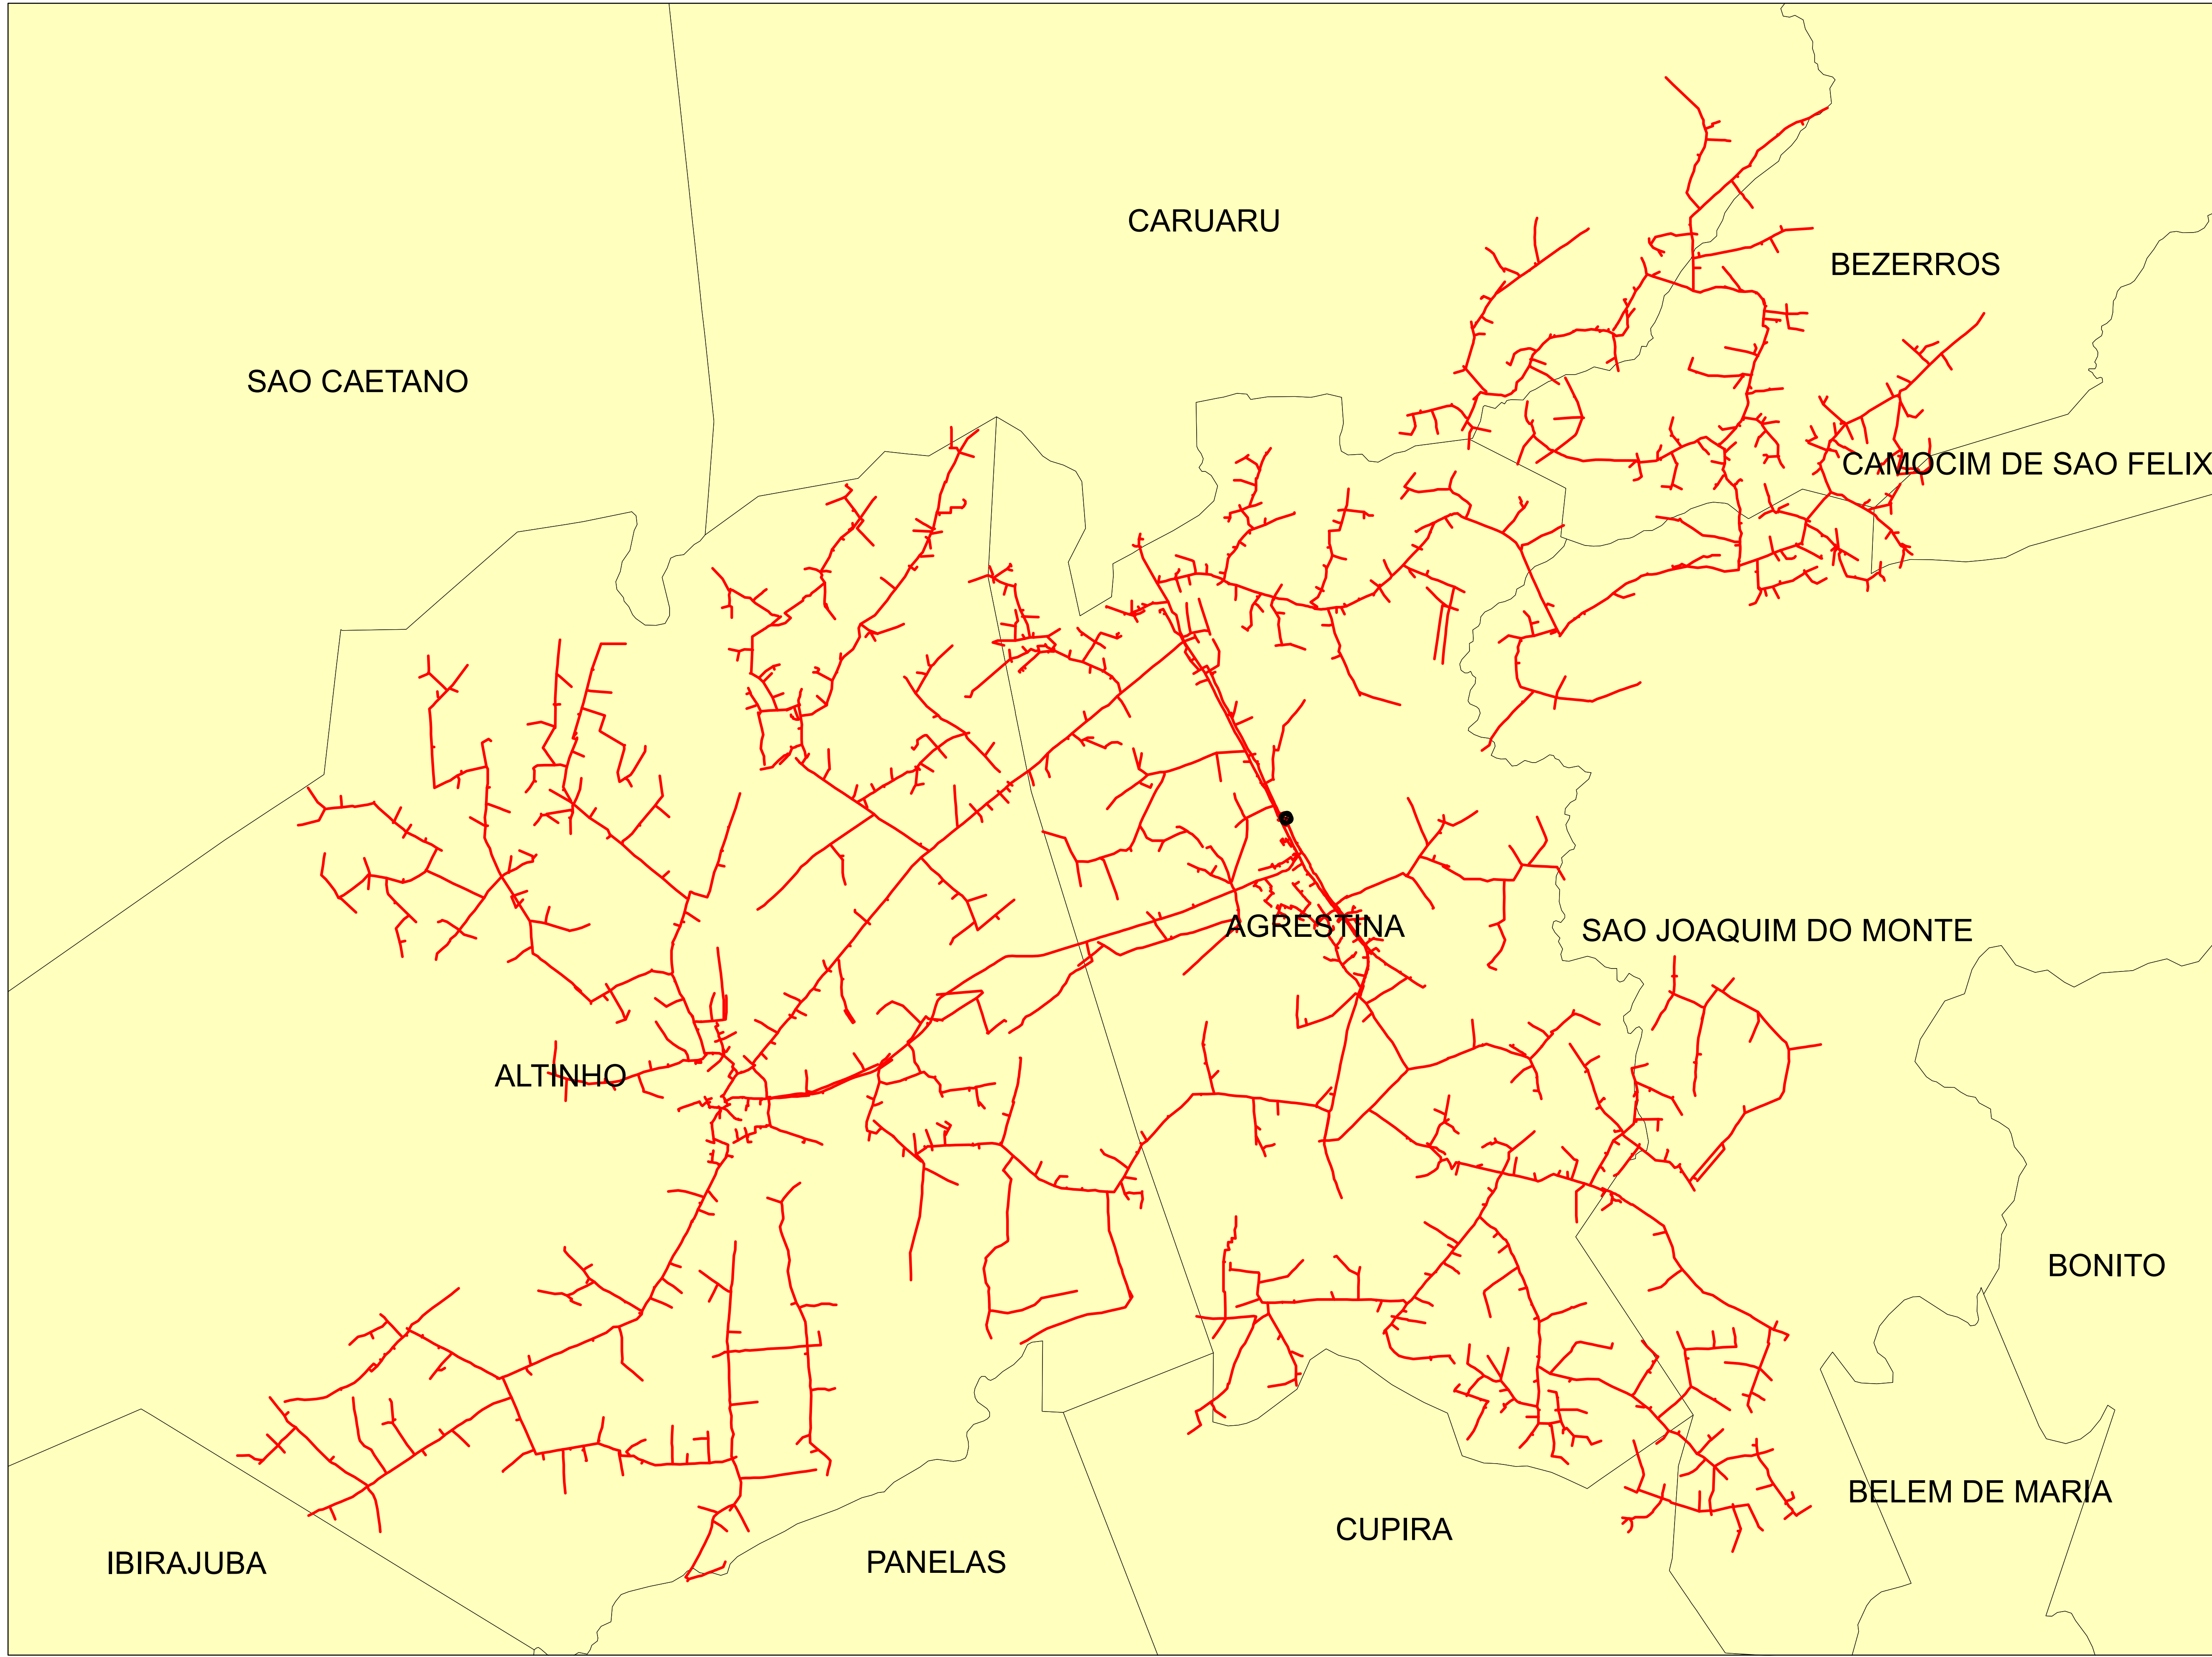 CARUARU
BEZERROS
SAO CAETANO
CAMOCIM DE SAO FELIX
AGRESTINA
SAO JOAQUIM DO MONTE
ALTINHO
BONITO
BELEM DE MARIA
CUPIRA
IBIRAJUBA
PANELAS